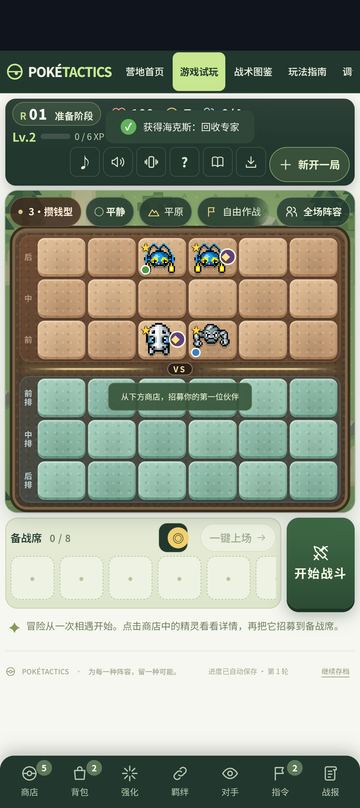 POKÉTACTICS 营地首页 游戏试玩 战术图鉴 玩法指南 调
R 01 准备阶段
Lv.2 0 / 6 XP
获得海克斯：回收专家
? 新开一局
3 · 攒钱型 平静 平原 自由作战 全场阵容
后
中
前
VS
前排
从下方商店，招募你的第一位伙伴
中排
后排
备战席 0 / 8 一键上场 →
开始战斗
冒险从一次相遇开始。点击商店中的精灵看看详情，再把它招募到备战席。
POKÉTACTICS · 为每一种阵容，留一种可能。 进度已自动保存 · 第 1 轮 继续存档
5 2 2
商店 背包 强化 羁绊 对手 指令 战报